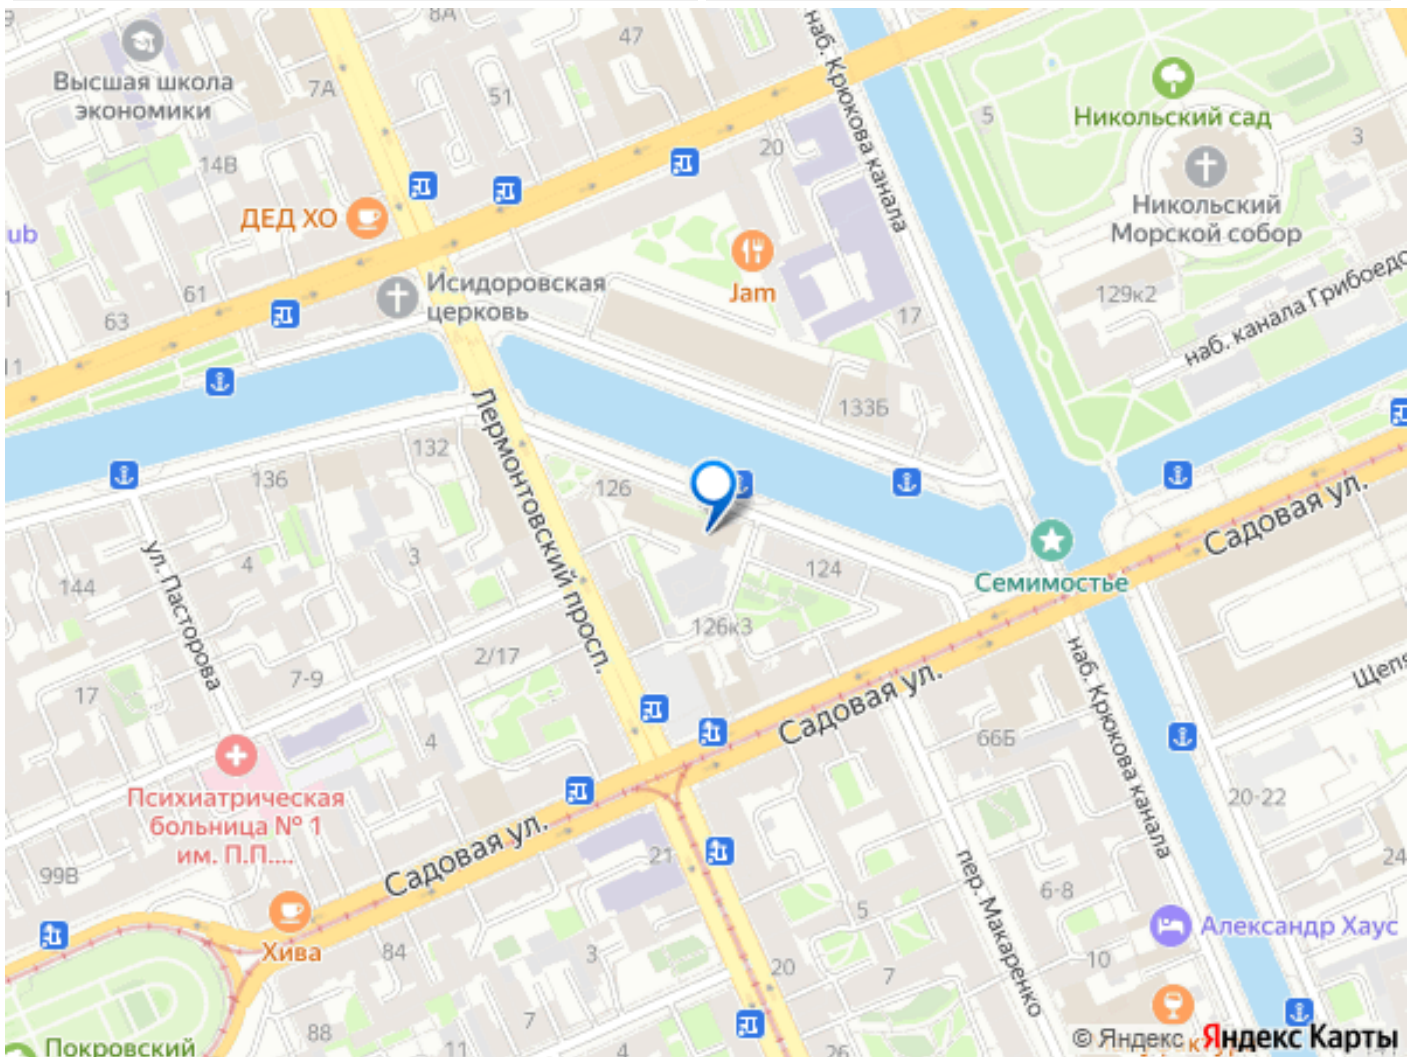 8А
47
наб. Крюкова канала
Высшая школа
экономики
7А
51
5
Никольский сад
3
14В
20
ДЕД ХО
Никольский
Морской собор
ub
Исидоровская
церковь
61
63
Jam
17
129к2
наб. канала Грибоедо
11
133Б
Лермонтовский просп.
132
136
126
Садовая ул.
ул. Пасторова
4
3
124
Семимостье
144
126к3
2/17
7-9
17
наб. Крюкова канала
Щепя
Садовая ул.
4
66Б
Психиатрическая
больница № 1
им. П.П....
20-22
Садовая ул.
21
99В
24
пер. Макаренко
6-8
5
Александр Хаус
Хива
84
3
20
7
10
7
88
11
4
26
Покровский
© Яндекс
Яндекс Карты